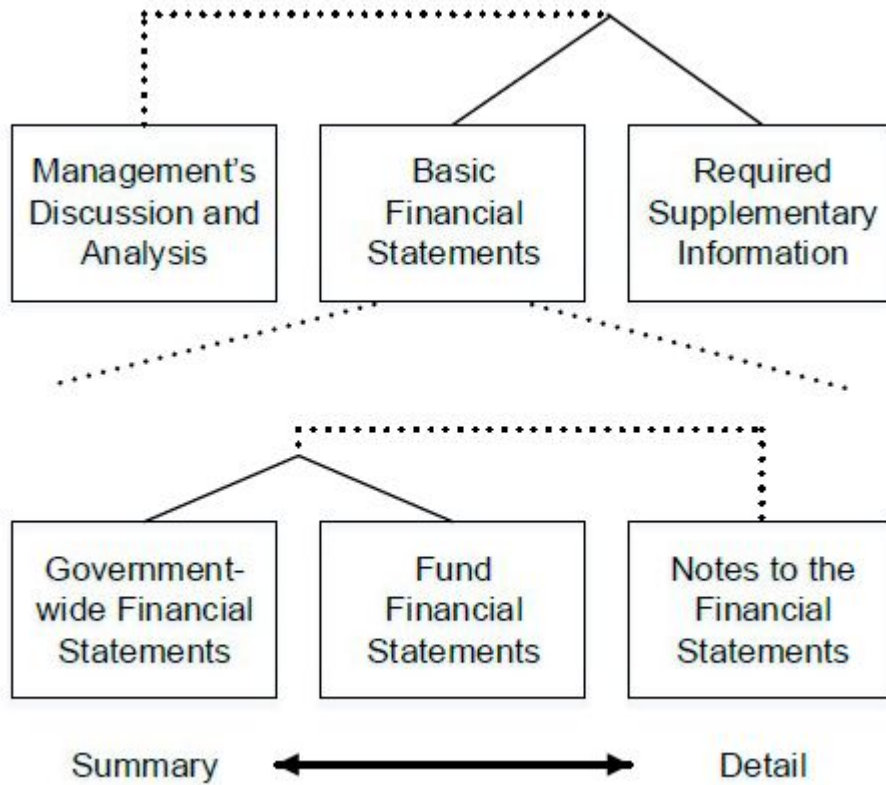 Management's
Discussion and
Analysis
Basic
Financial
Statements
Required
Supplementary
Information
Government-
wide Financial
Statements
Fund
Financial
Statements
Notes to the
Financial
Statements
Summary
Detail